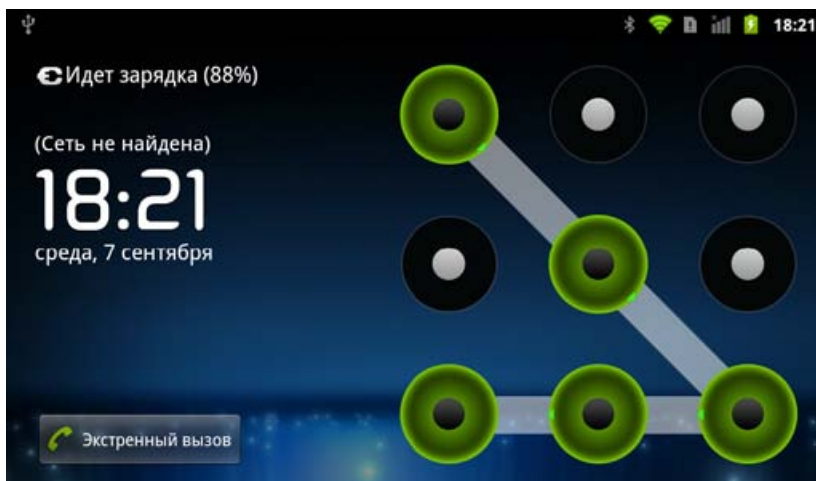 18:21
Идет зарядка (88%)
(Сеть не найдена)
18:21
среда, 7 сентября
Экстренный вызов